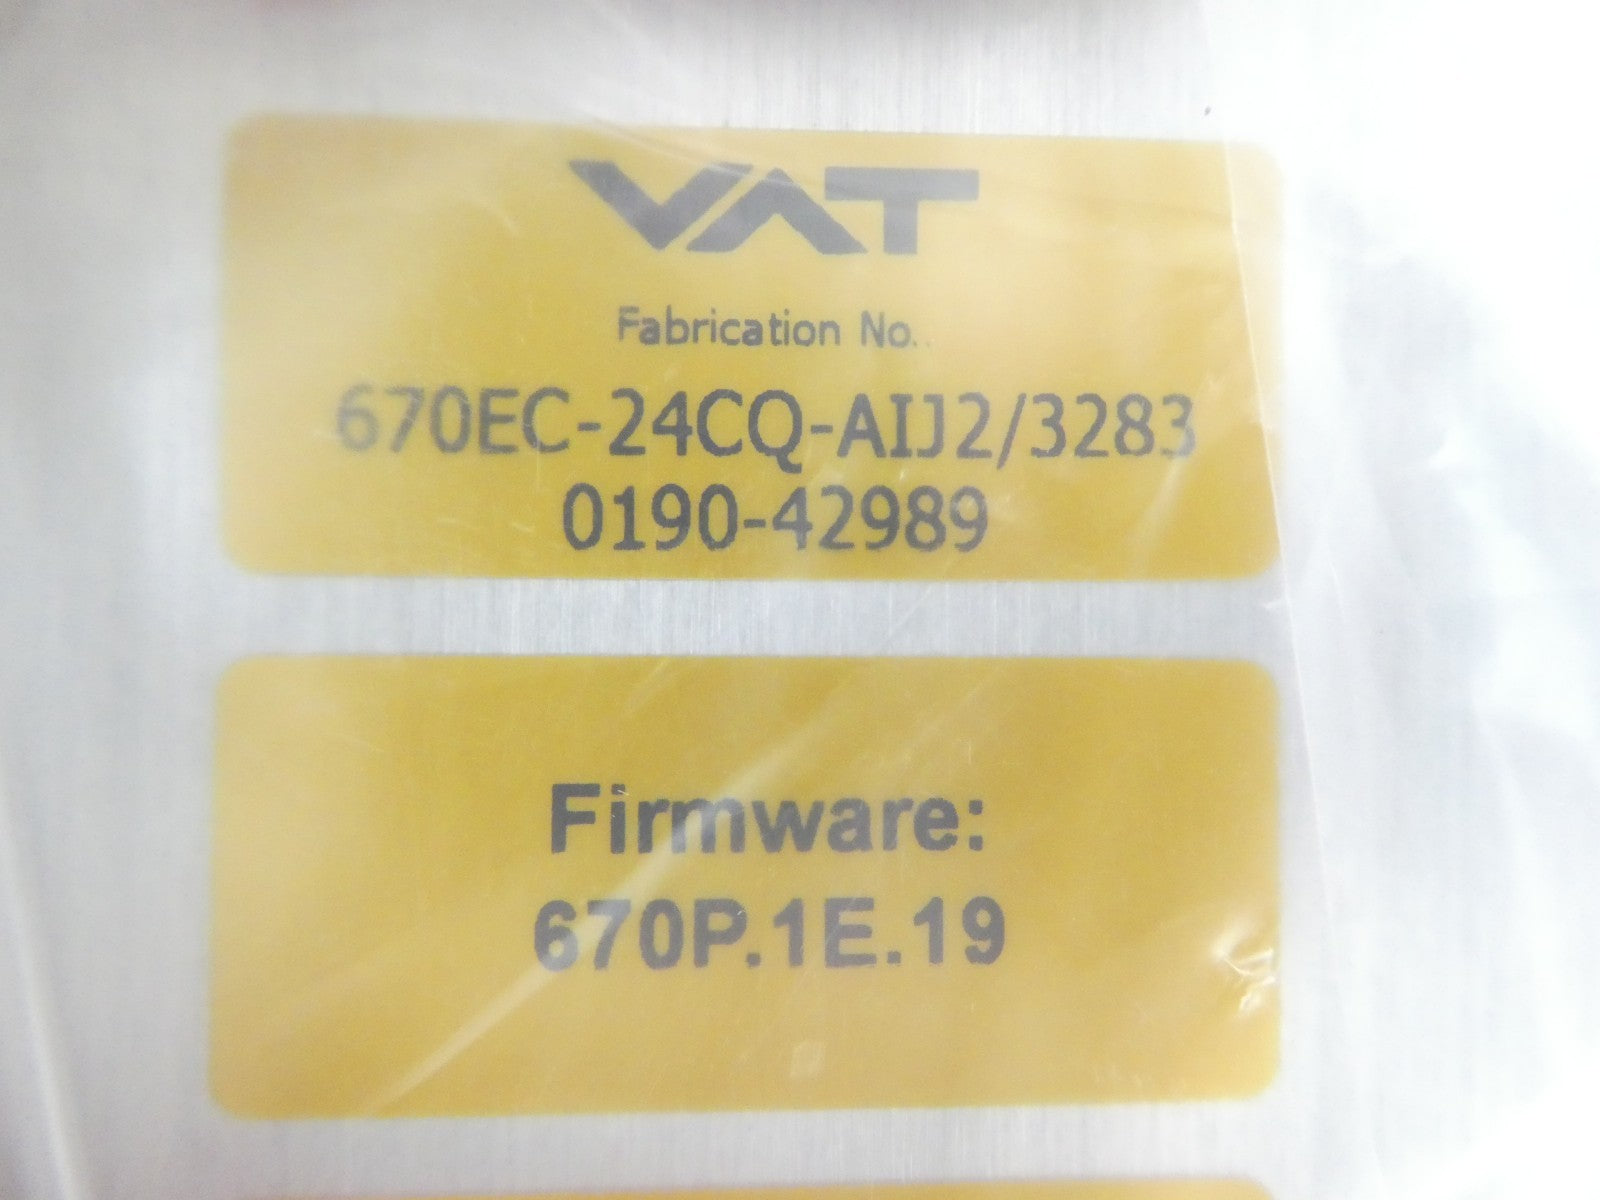 VAT
Fabrication No.
670EC-24CQ-AIJ2/3283
0190-42989
Firmware:
670P.1E.19